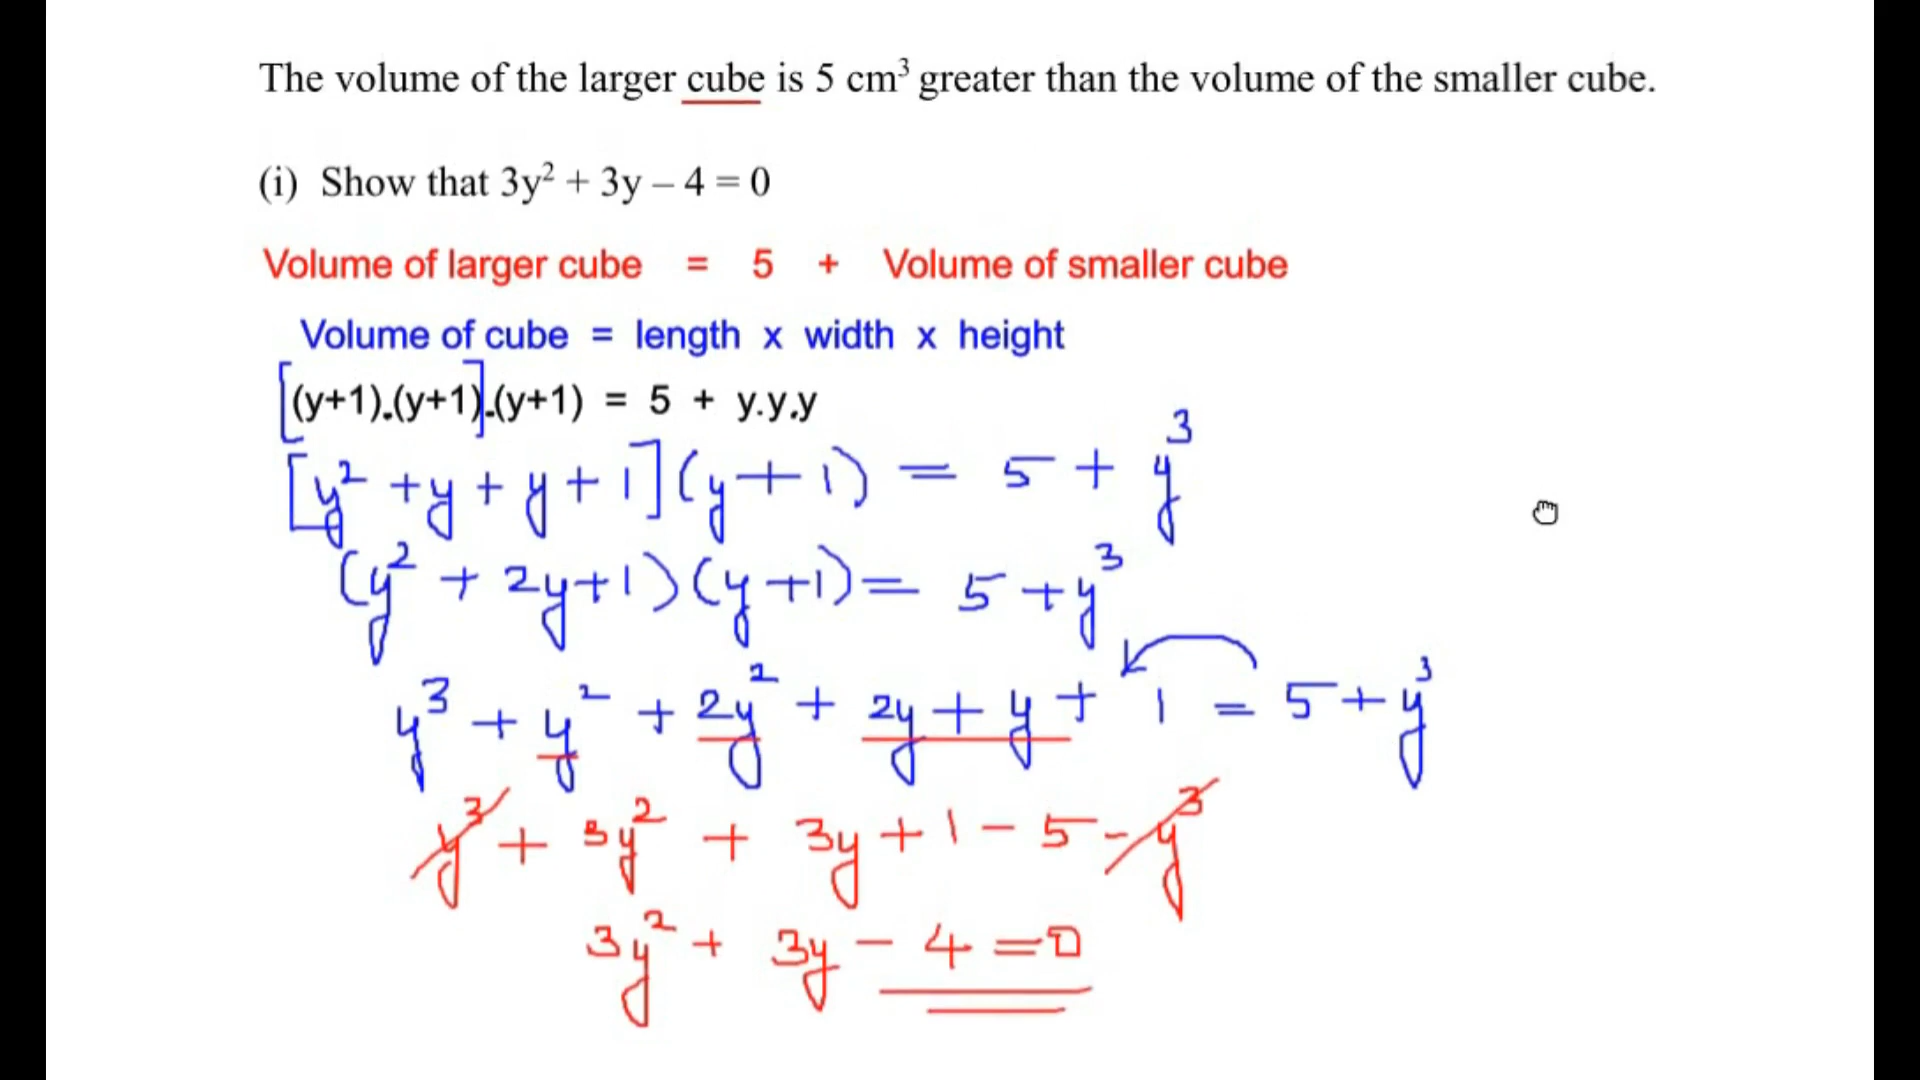 The volume of the larger cube is 5 cm³ greater than the volume of the smaller cube.
(i) Show that 3y² + 3y – 4 = 0
Volume of larger cube = 5 + Volume of smaller cube
Volume of cube = length x width x height
[(y+1).(y+1)].(y+1) = 5 + y.y.y
[y² + y + y + 1](y + 1) = 5 + y³
(y² + 2y + 1)(y + 1) = 5 + y³
y³ + y² + 2y² + 2y + y + 1 = 5 + y³
y³ + 3y² + 3y + 1 - 5 - y³
3y² + 3y - 4 = 0